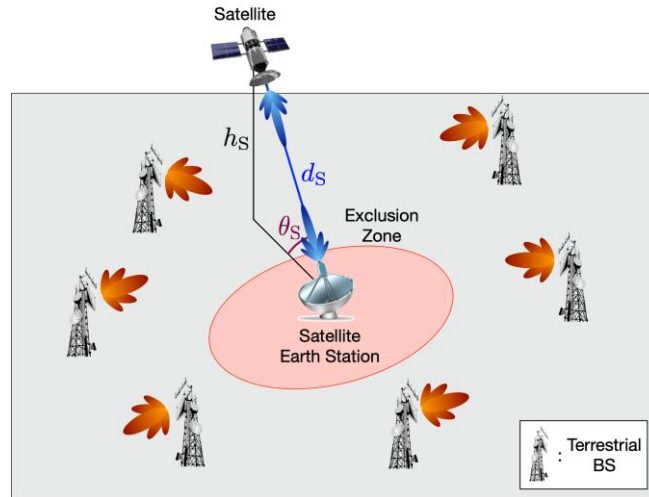 Satellite
h_S
d_S
θ_S
Exclusion
Zone
Satellite
Earth Station
: Terrestrial
BS